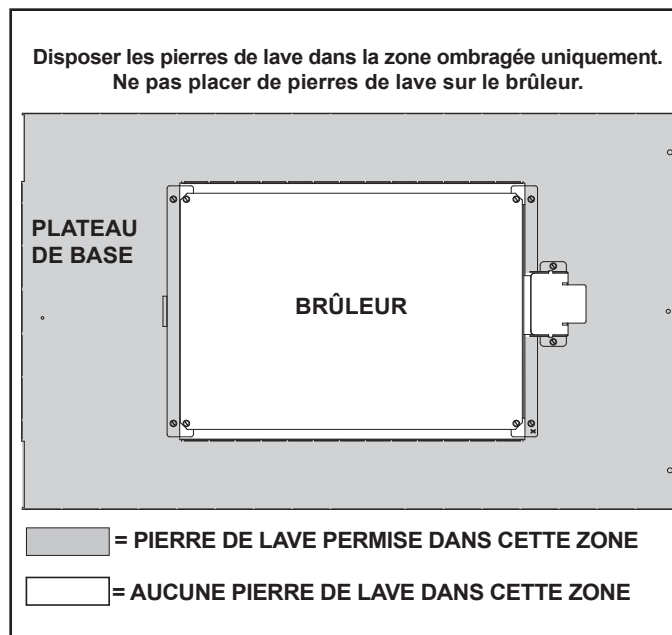 Disposer les pierres de lave dans la zone ombragée uniquement.
Ne pas placer de pierres de lave sur le brûleur.
PLATEAU
DE BASE
BRÛLEUR
= PIERRE DE LAVE PERMISE DANS CETTE ZONE
= AUCUNE PIERRE DE LAVE DANS CETTE ZONE